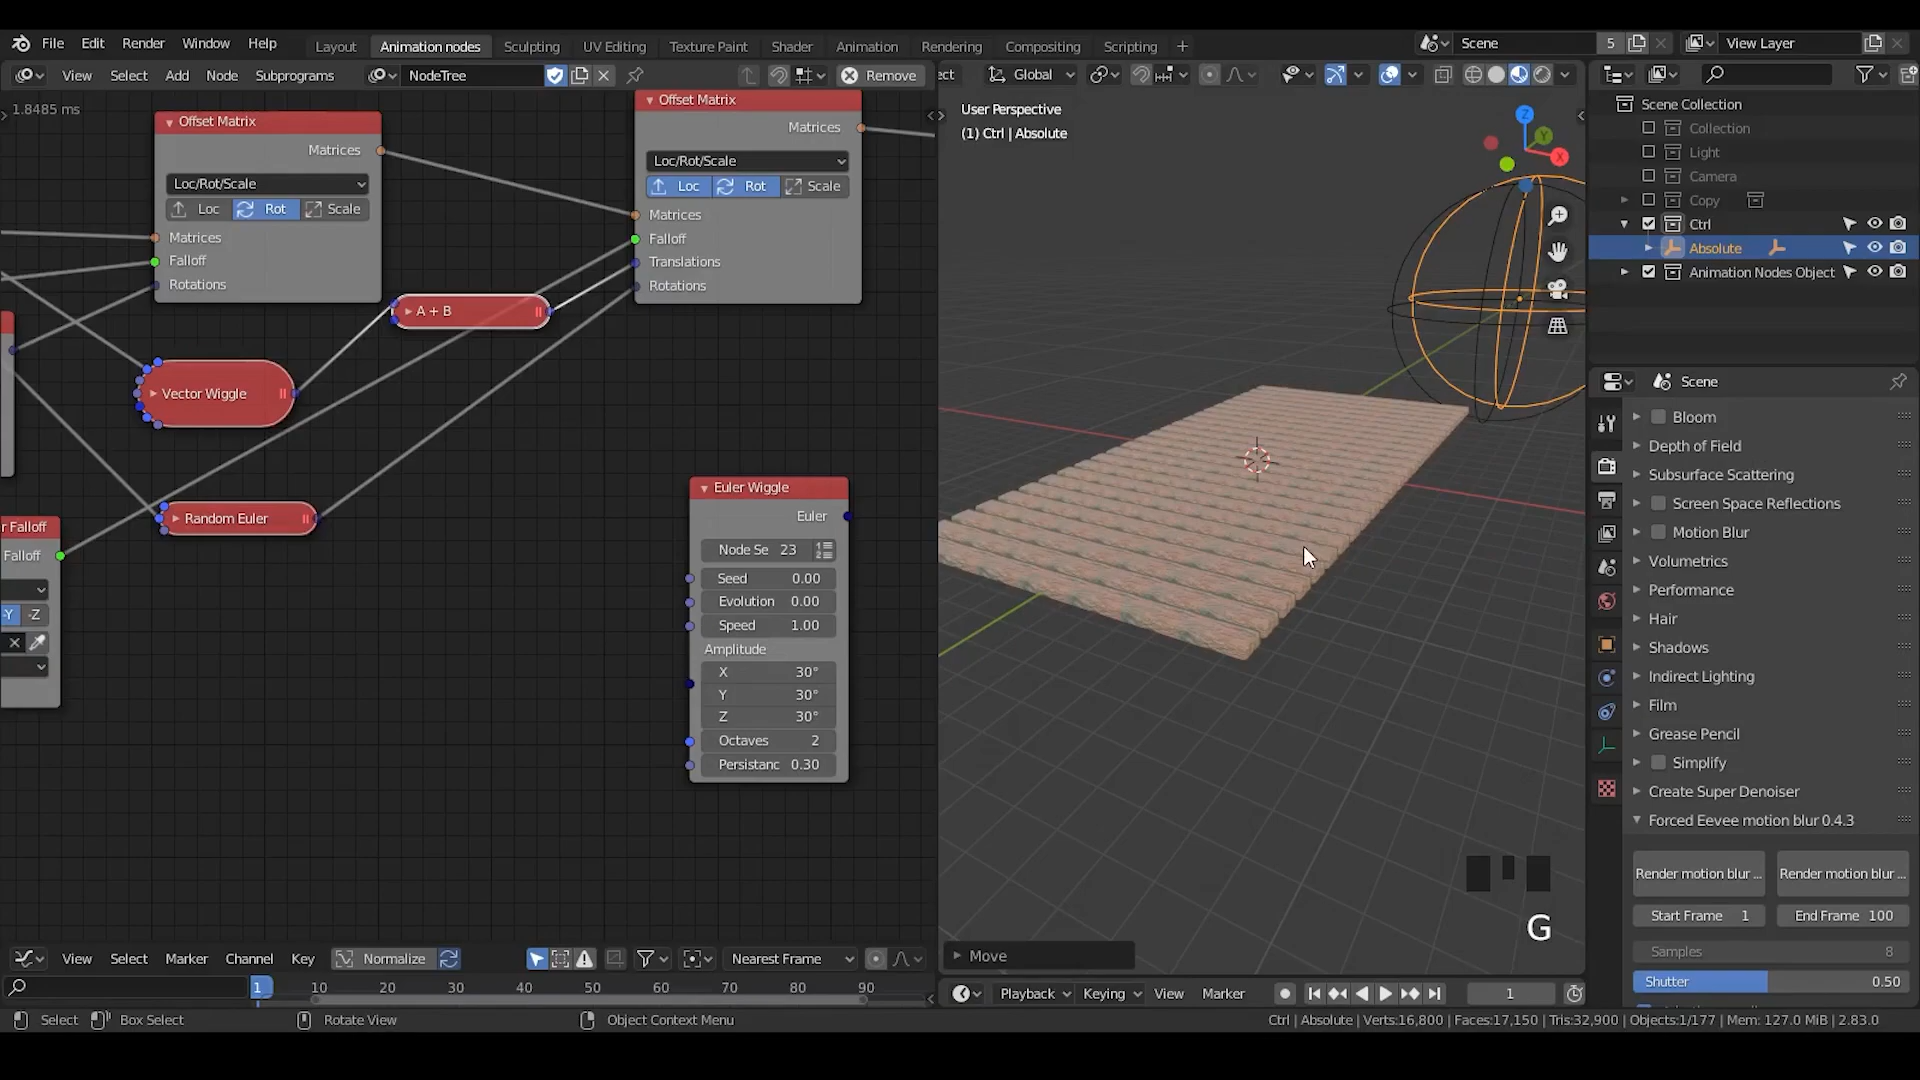 File Edit Render Window Help Layout Animation nodes Sculpting UV Editing Texture Paint Shader Animation Rendering Compositing Scripting + Scene 5 View Layer
View Select Add Node Subprograms NodeTree Remove ect Global
1.8485 ms
Offset Matrix
Matrices
Loc/Rot/Scale
Loc Rot Scale
Matrices
Falloff
Rotations
Offset Matrix
Matrices
Loc/Rot/Scale
Loc Rot Scale
Matrices
Falloff
Translations
Rotations
A + B
Vector Wiggle
Random Euler
r Falloff
Falloff
-Y -Z
Euler Wiggle
Euler
Node Se 23
Seed 0.00
Evolution 0.00
Speed 1.00
Amplitude
X 30°
Y 30°
Z 30°
Octaves 2
Persistanc 0.30
User Perspective
(1) Ctrl | Absolute
Z
Y
X
G
Move
Scene Collection
Collection
Light
Camera
Copy
Ctrl
Absolute
Animation Nodes Object
Scene
Bloom
Depth of Field
Subsurface Scattering
Screen Space Reflections
Motion Blur
Volumetrics
Performance
Hair
Shadows
Indirect Lighting
Film
Grease Pencil
Simplify
Create Super Denoiser
Forced Eevee motion blur 0.4.3
Render motion blur ... Render motion blur ...
Start Frame 1 End Frame 100
Samples 8
Shutter 0.50
View Select Marker Channel Key Normalize Nearest Frame
1 10 20 30 40 50 60 70 80 90
Playback Keying View Marker 1
Select Box Select Rotate View Object Context Menu Ctrl | Absolute | Verts:16,800 | Faces:17,150 | Tris:32,900 | Objects:1/177 | Mem: 127.0 MiB | 2.83.0